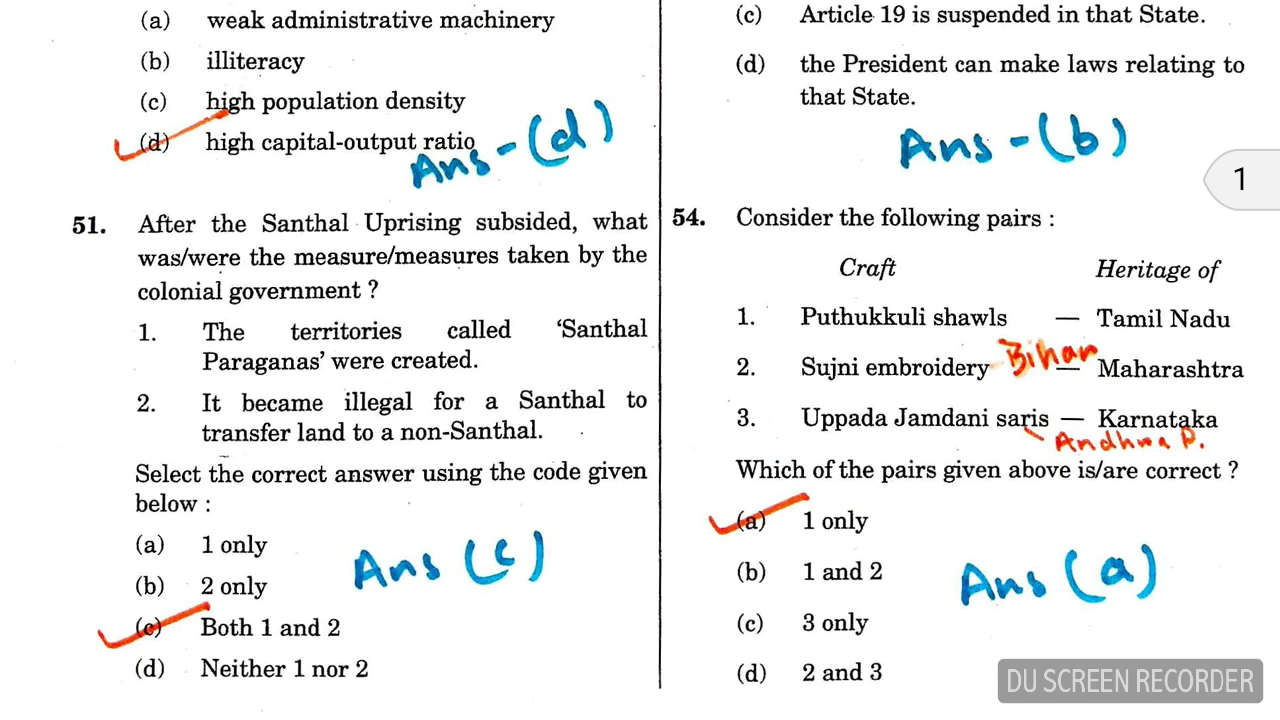 (a) weak administrative machinery
(b) illiteracy
(c) high population density
(d) high capital-output ratio
Ans - (d)
51. After the Santhal Uprising subsided, what
was/were the measure/measures taken by the
colonial government ?
1. The territories called 'Santhal
Paraganas' were created.
2. It became illegal for a Santhal to
transfer land to a non-Santhal.
Select the correct answer using the code given
below :
(a) 1 only
(b) 2 only
(c) Both 1 and 2
(d) Neither 1 nor 2
Ans (c)
(c) Article 19 is suspended in that State.
(d) the President can make laws relating to
that State.
Ans - (b)
1
54. Consider the following pairs :
Craft Heritage of
1. Puthukkuli shawls — Tamil Nadu
2. Sujni embroidery — Maharashtra
Bihar
3. Uppada Jamdani saris — Karnataka
Andhra P.
Which of the pairs given above is/are correct ?
(a) 1 only
(b) 1 and 2
(c) 3 only
(d) 2 and 3
Ans (a)
DU SCREEN RECORDER